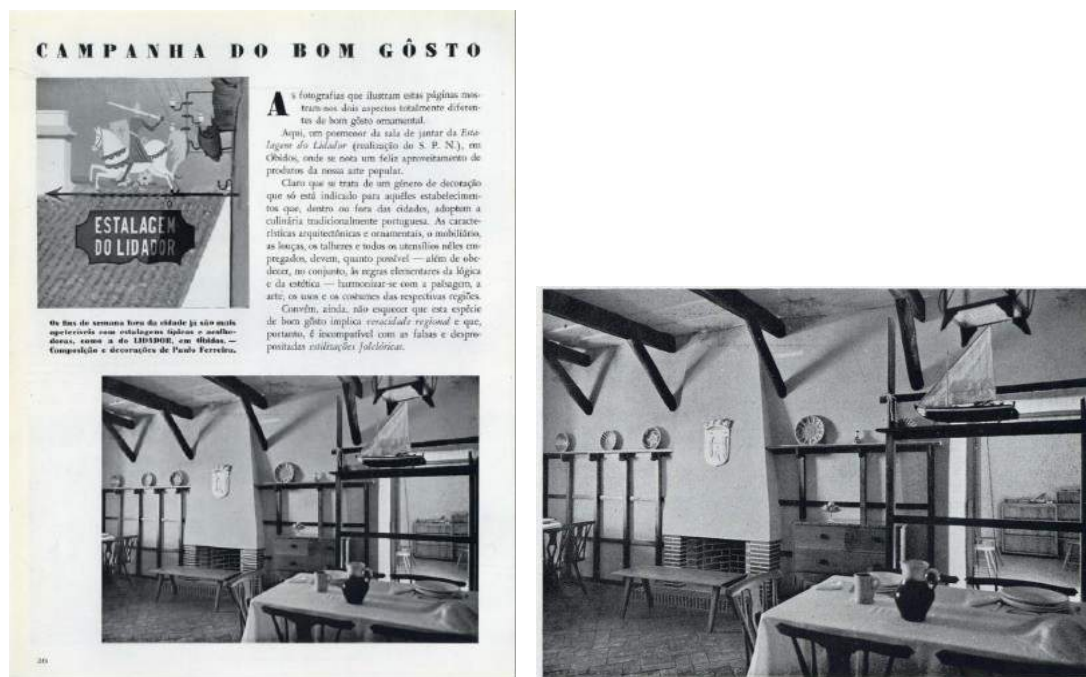 CAMPANHA DO BOM GÔSTO
ESTALAGEM
DO LIDADOR
Os fins de semana fora da cidade já são mais
apetecíveis com estalagens típicas e acolhe-
doras, como a do LIDADOR, em Óbidos. —
Composição e decorações de Paulo Ferreira.
As fotografias que ilustram estas páginas mos-
tram-nos dois aspectos totalmente diferen-
tes de bom gôsto ornamental.
Aqui, um pormenor da sala de jantar da Esta-
lagem do Lidador (realização do S. P. N.), em
Óbidos, onde se nota um feliz aproveitamento de
produtos da nossa arte popular.
Claro que se trata de um género de decoração
que só está indicado para aquêles estabelecimen-
tos que, dentro ou fora das cidades, adoptem a
culinária tradicionalmente portuguesa. As caracte-
rísticas arquitectónicas e ornamentais, o mobiliário,
as louças, os talheres e todos os utensílios nêles em-
pregados, devem, quanto possível — além de obe-
decer, no conjunto, às regras elementares da lógica
e da estética — harmonizar-se com a paisagem, a
arte, os usos e os costumes das respectivas regiões.
Convém, ainda, não esquecer que esta espécie
de bom gôsto implica veracidade regional e que,
portanto, é incompatível com as falsas e despro-
positadas estilizações folclóricas.